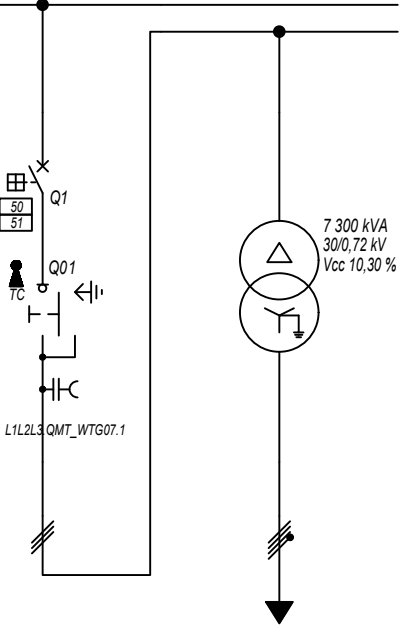 Q1
50
51
Q01
TC
L1L2L3 QMT_WTG07.1
7 300 kVA
30/0,72 kV
Vcc 10,30 %